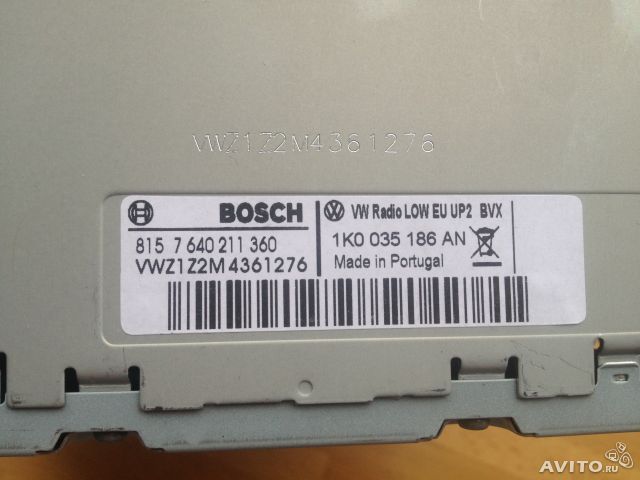 VWZ1Z2M4361276
BOSCH
815 7 640 211 360
VWZ1Z2M4361276
VW Radio LOW EU UP2 BVX
1K0 035 186 AN
Made in Portugal
AVITO.ru